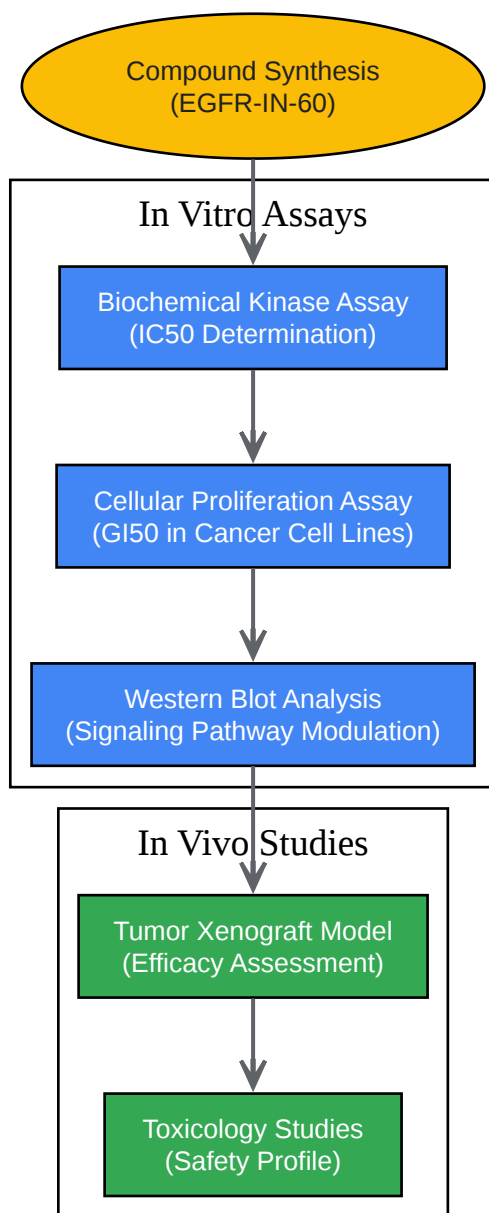 Compound Synthesis
(EGFR-IN-60)
In Vitro Assays
Biochemical Kinase Assay
(IC50 Determination)
Cellular Proliferation Assay
(GI50 in Cancer Cell Lines)
Western Blot Analysis
(Signaling Pathway Modulation)
In Vivo Studies
Tumor Xenograft Model
(Efficacy Assessment)
Toxicology Studies
(Safety Profile)